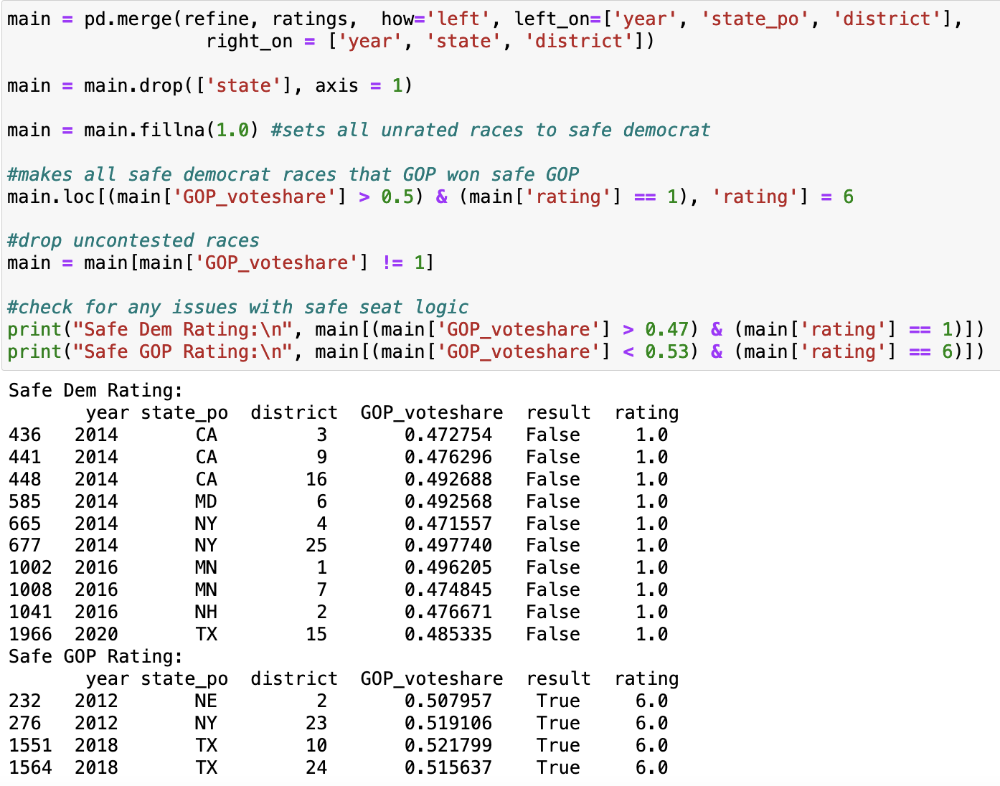 main = pd.merge(refine, ratings,  how='left', left_on=['year', 'state_po', 'district'],
                  right_on = ['year', 'state', 'district'])
main = main.drop(['state'], axis = 1)
main = main.fillna(1.0) #sets all unrated races to safe democrat
#makes all safe democrat races that GOP won safe GOP
main.loc[(main['GOP_voteshare'] > 0.5) & (main['rating'] == 1), 'rating'] = 6
#drop uncontested races
main = main[main['GOP_voteshare'] != 1]
#check for any issues with safe seat logic
print("Safe Dem Rating:\n", main[(main['GOP_voteshare'] > 0.47) & (main['rating'] == 1)])
print("Safe GOP Rating:\n", main[(main['GOP_voteshare'] < 0.53) & (main['rating'] == 6)])
Safe Dem Rating:
       year state_po  district  GOP_voteshare  result  rating
436   2014       CA         3       0.472754   False     1.0
441   2014       CA         9       0.476296   False     1.0
448   2014       CA        16       0.492688   False     1.0
585   2014       MD         6       0.492568   False     1.0
665   2014       NY         4       0.471557   False     1.0
677   2014       NY        25       0.497740   False     1.0
1002  2016       MN         1       0.496205   False     1.0
1008  2016       MN         7       0.474845   False     1.0
1041  2016       NH         2       0.476671   False     1.0
1966  2020       TX        15       0.485335   False     1.0
Safe GOP Rating:
       year state_po  district  GOP_voteshare  result  rating
232   2012       NE         2       0.507957    True     6.0
276   2012       NY        23       0.519106    True     6.0
1551  2018       TX        10       0.521799    True     6.0
1564  2018       TX        24       0.515637    True     6.0